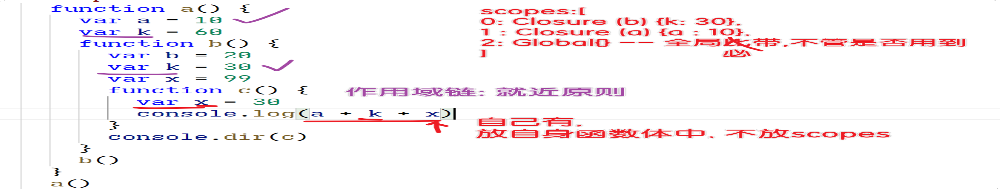 function a() {
var a = 10
var k = 60
function b() {
var b = 20
var k = 30
var x = 99
function c() {
var x = 30
console.log(a + k + x)
}
console.dir(c)
}
b()
}
a()
scopes:[
0: Closure (b) {k: 30},
1 : Closure (a) {a : 10},
2: Global{} -- 全局比带,不管是否用到
] 必
作用域链: 就近原则
自己有,
放自身函数体中, 不放scopes